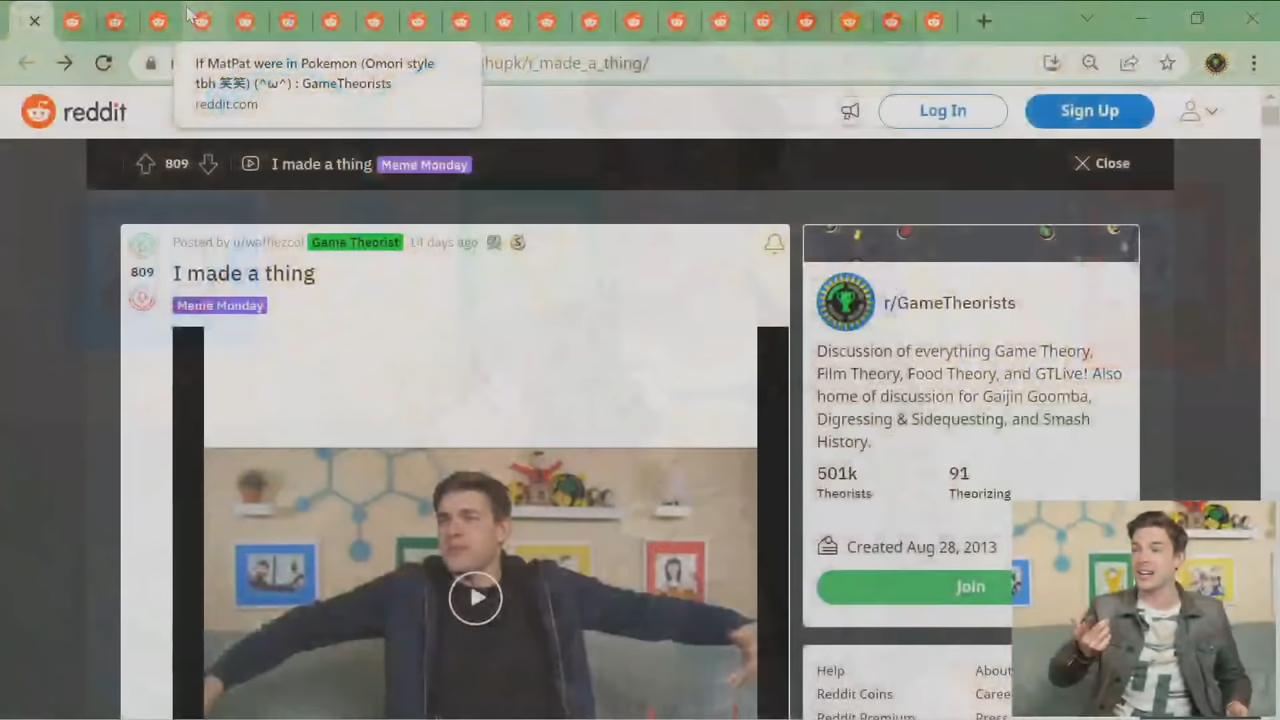 If MatPat were in Pokemon (Omori style
tbh 笑笑) (^ω^) : GameTheorists
reddit.com
hupk/i_made_a_thing/
reddit
Log In
Sign Up
809
I made a thing
Meme Monday
Close
Posted by u/wafflezcol
Game Theorist
14 days ago
809
I made a thing
Meme Monday
r/GameTheorists
Discussion of everything Game Theory,
Film Theory, Food Theory, and GTLive! Also
home of discussion for Gaijin Goomba,
Digressing & Sidequesting, and Smash
History.
501k
91
Theorists
Theorizing
Created Aug 28, 2013
Join
Help
About
Reddit Coins
Caree
Reddit Premium
Press